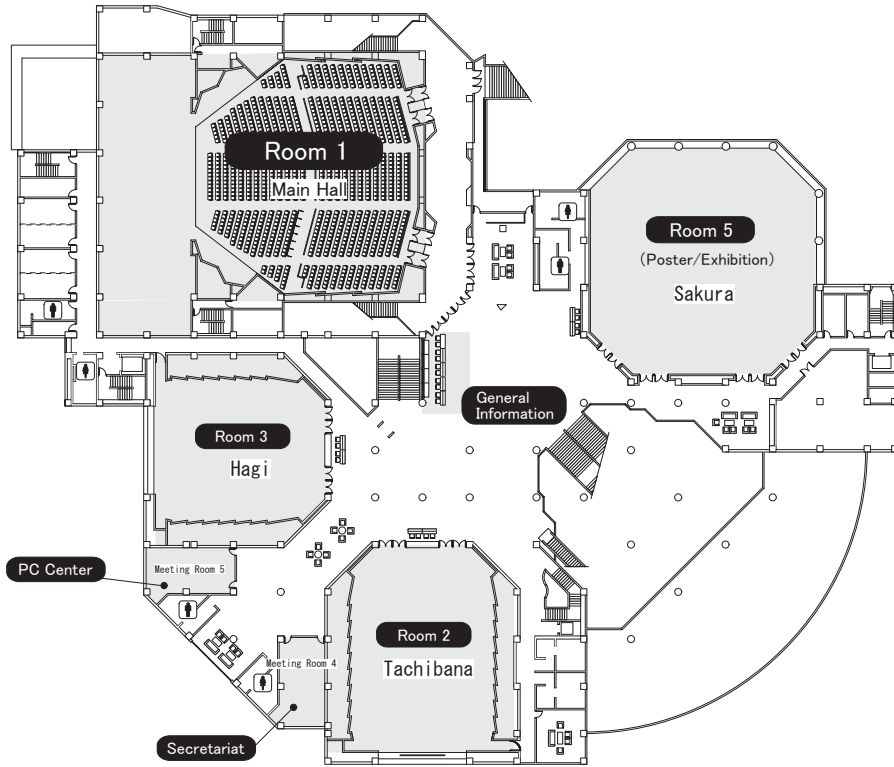 Room 1
Main Hall
Room 5
(Poster/Exhibition)
Sakura
General
Information
Room 3
Hagi
PC Center
Meeting Room 5
Room 2
Meeting Room 4
Tachibana
Secretariat